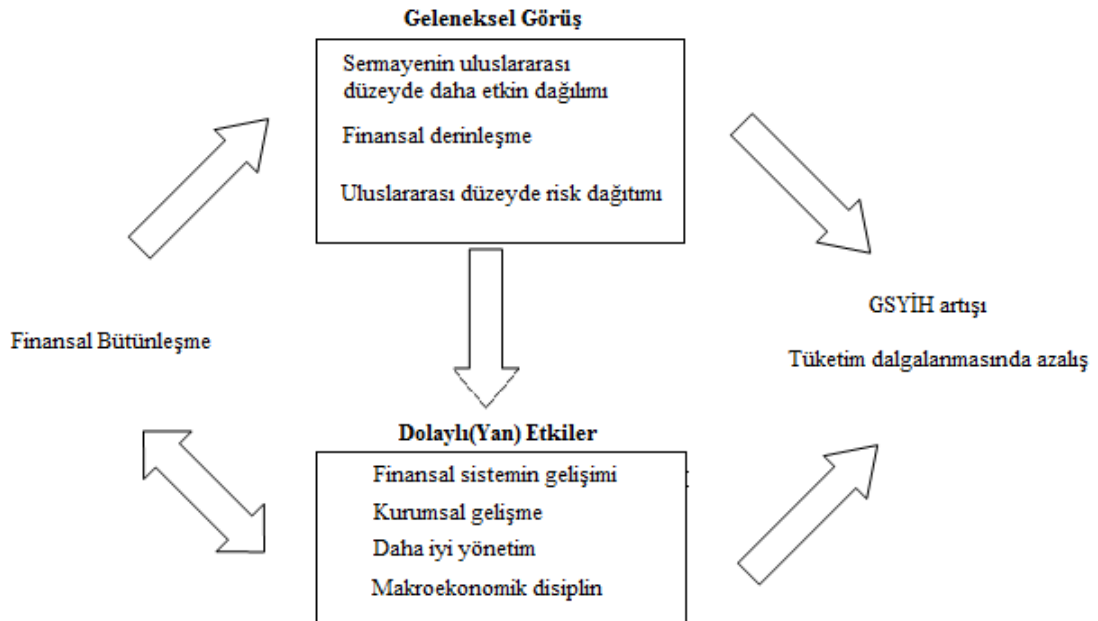 Geleneksel Görüş
Sermayenin uluslararası
düzeyde daha etkin dağılımı
Finansal derinleşme
Uluslararası düzeyde risk dağıtımı
Finansal Bütünleşme
GSYİH artışı
Tüketim dalgalanmasında azalış
Dolaylı(Yan) Etkiler
Finansal sistemin gelişimi
Kurumsal gelişme
Daha iyi yönetim
Makroekonomik disiplin